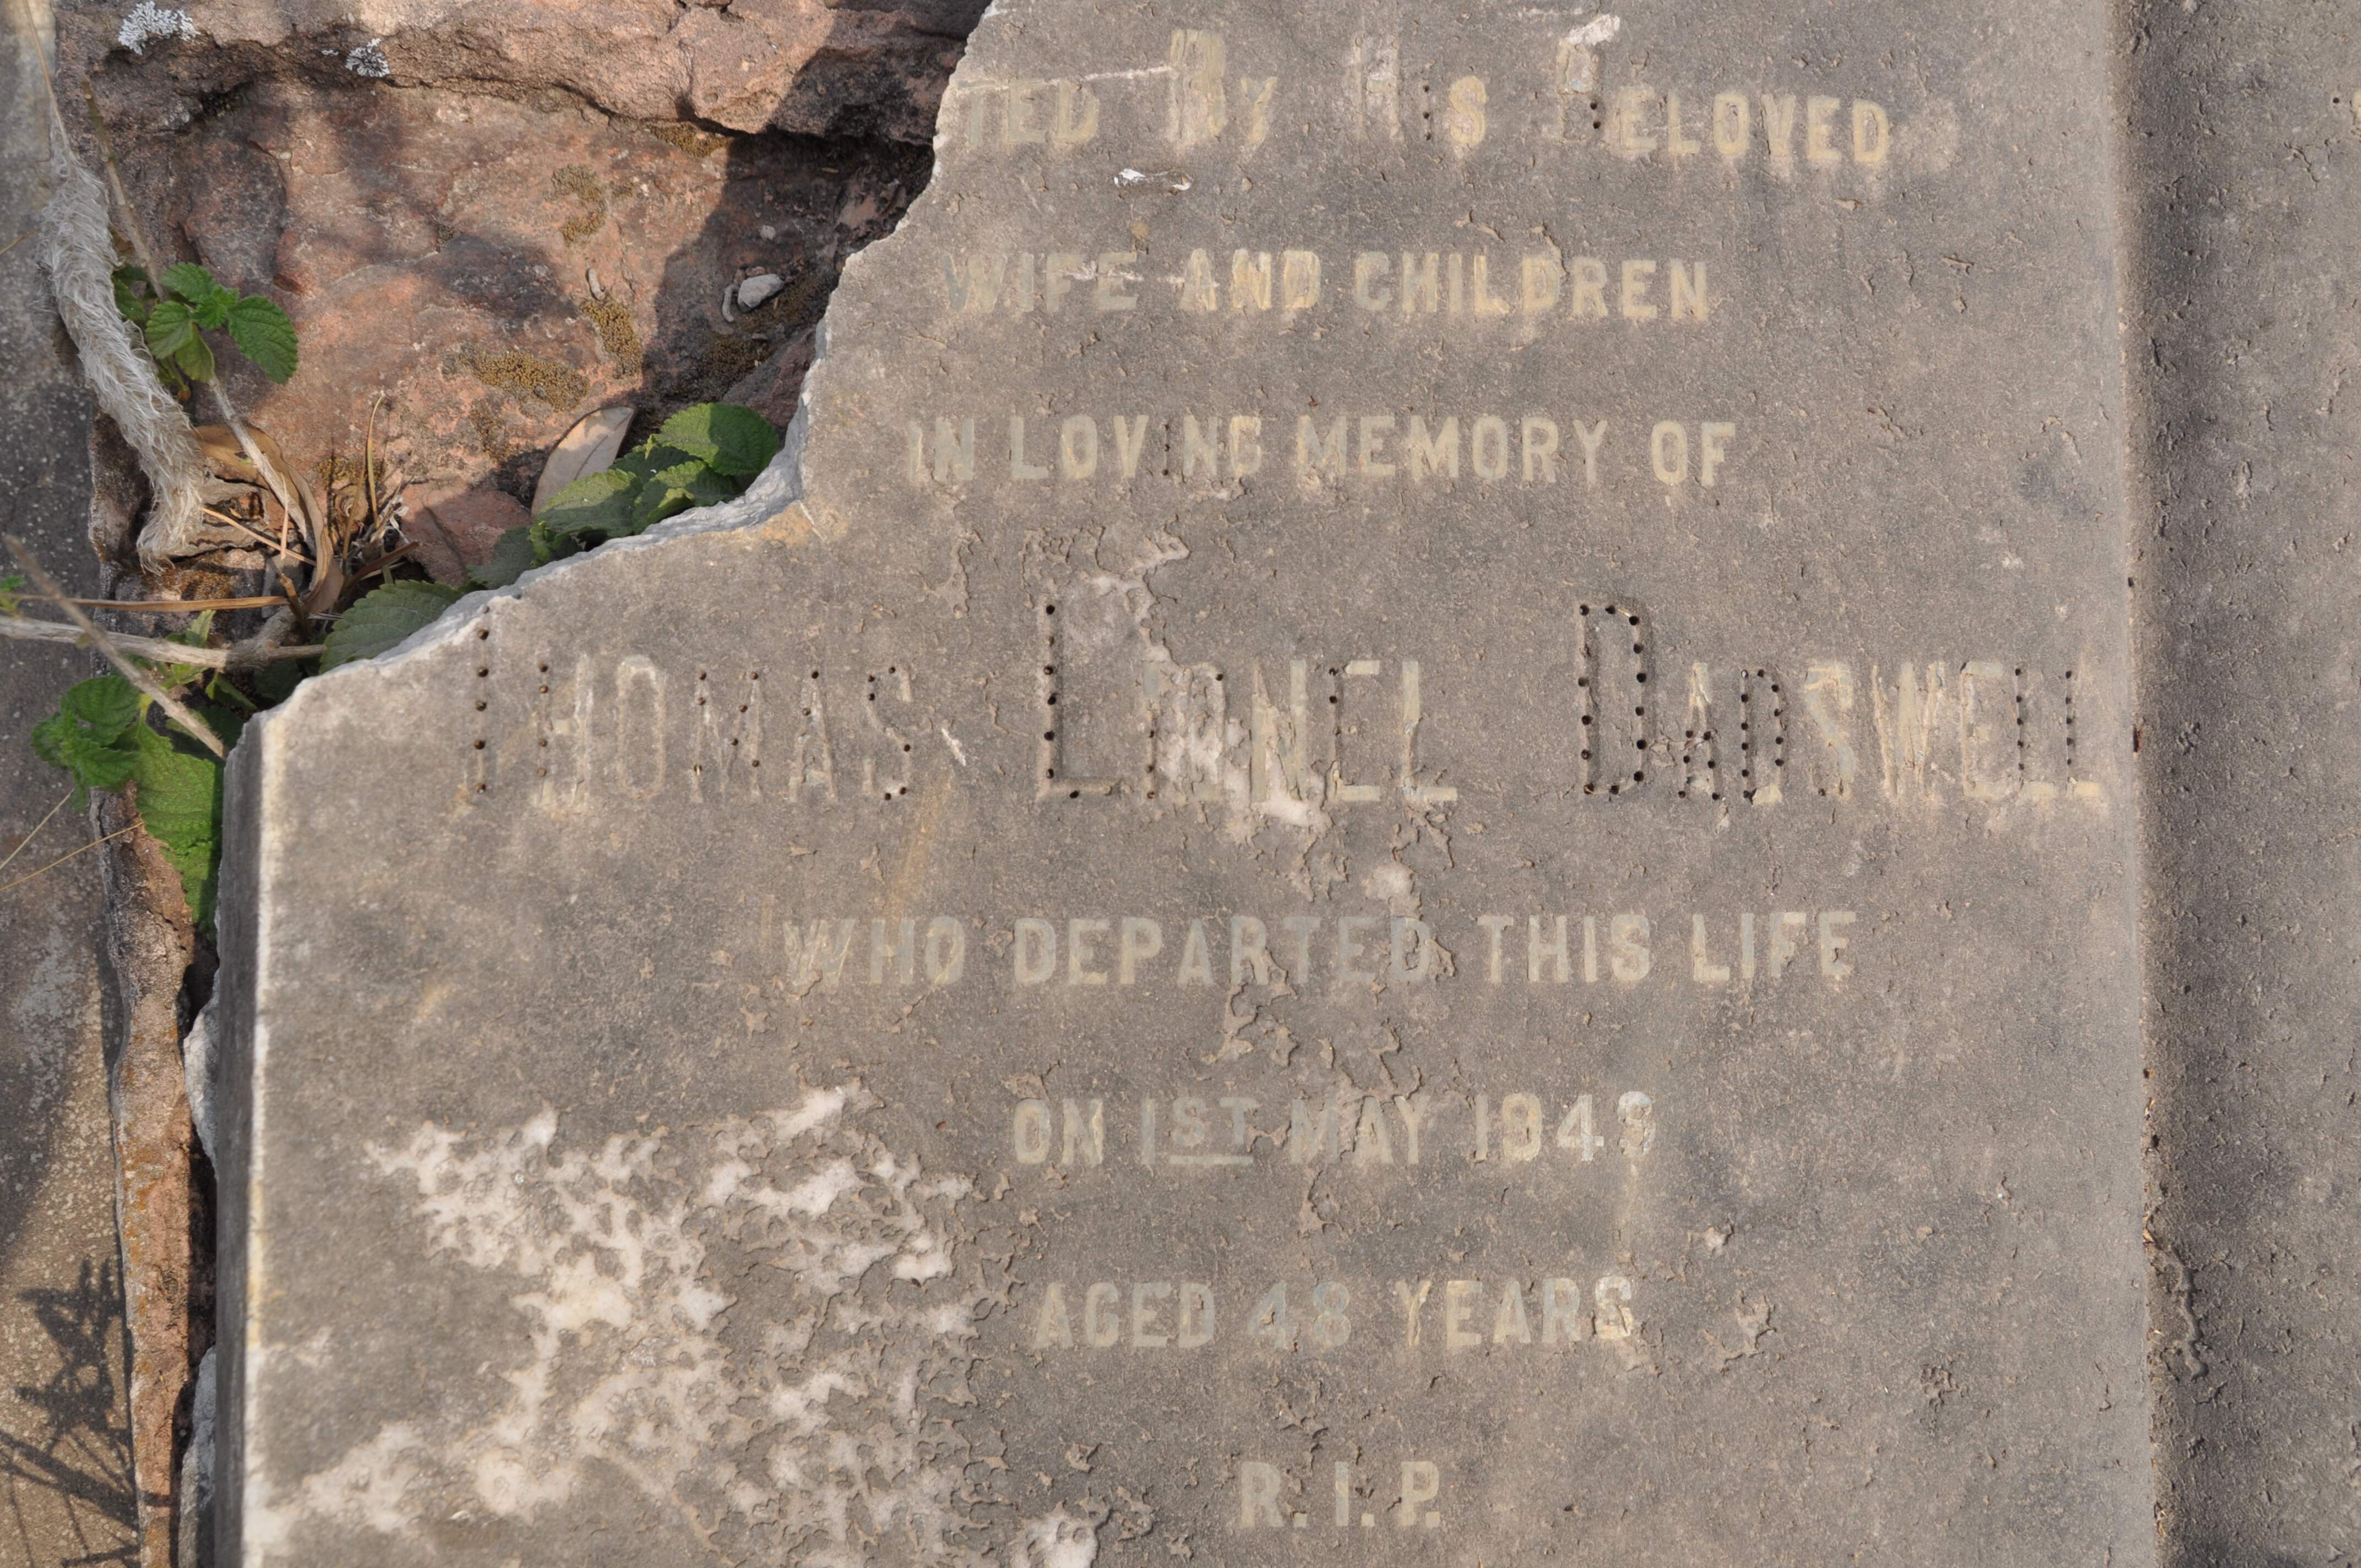 TED BY HIS BELOVED
WIFE AND CHILDREN
IN LOVING MEMORY OF
THOMAS LIONEL DADSWELL
WHO DEPARTED THIS LIFE
ON 1ST MAY 1949
AGED 48 YEARS
R.I.P.